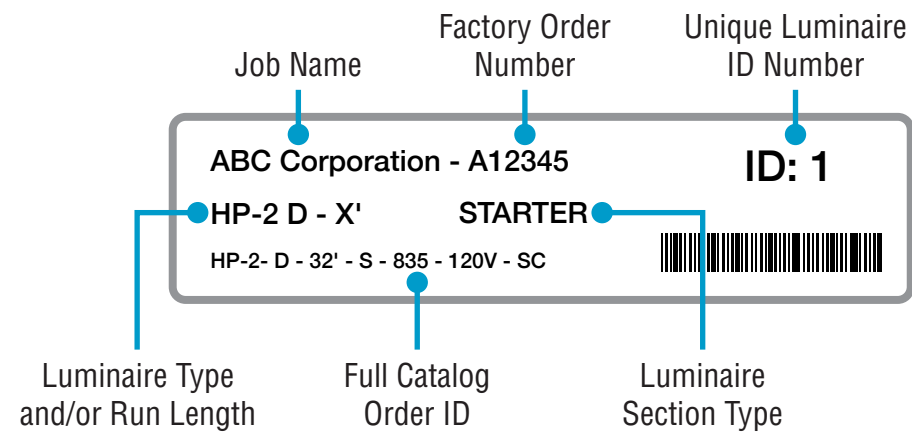 Job Name
Factory Order
Number
Unique Luminaire
ID Number
ABC Corporation - A12345
ID: 1
HP-2 D - X'
STARTER
HP-2- D - 32' - S - 835 - 120V - SC
Luminaire Type
and/or Run Length
Full Catalog
Order ID
Luminaire
Section Type